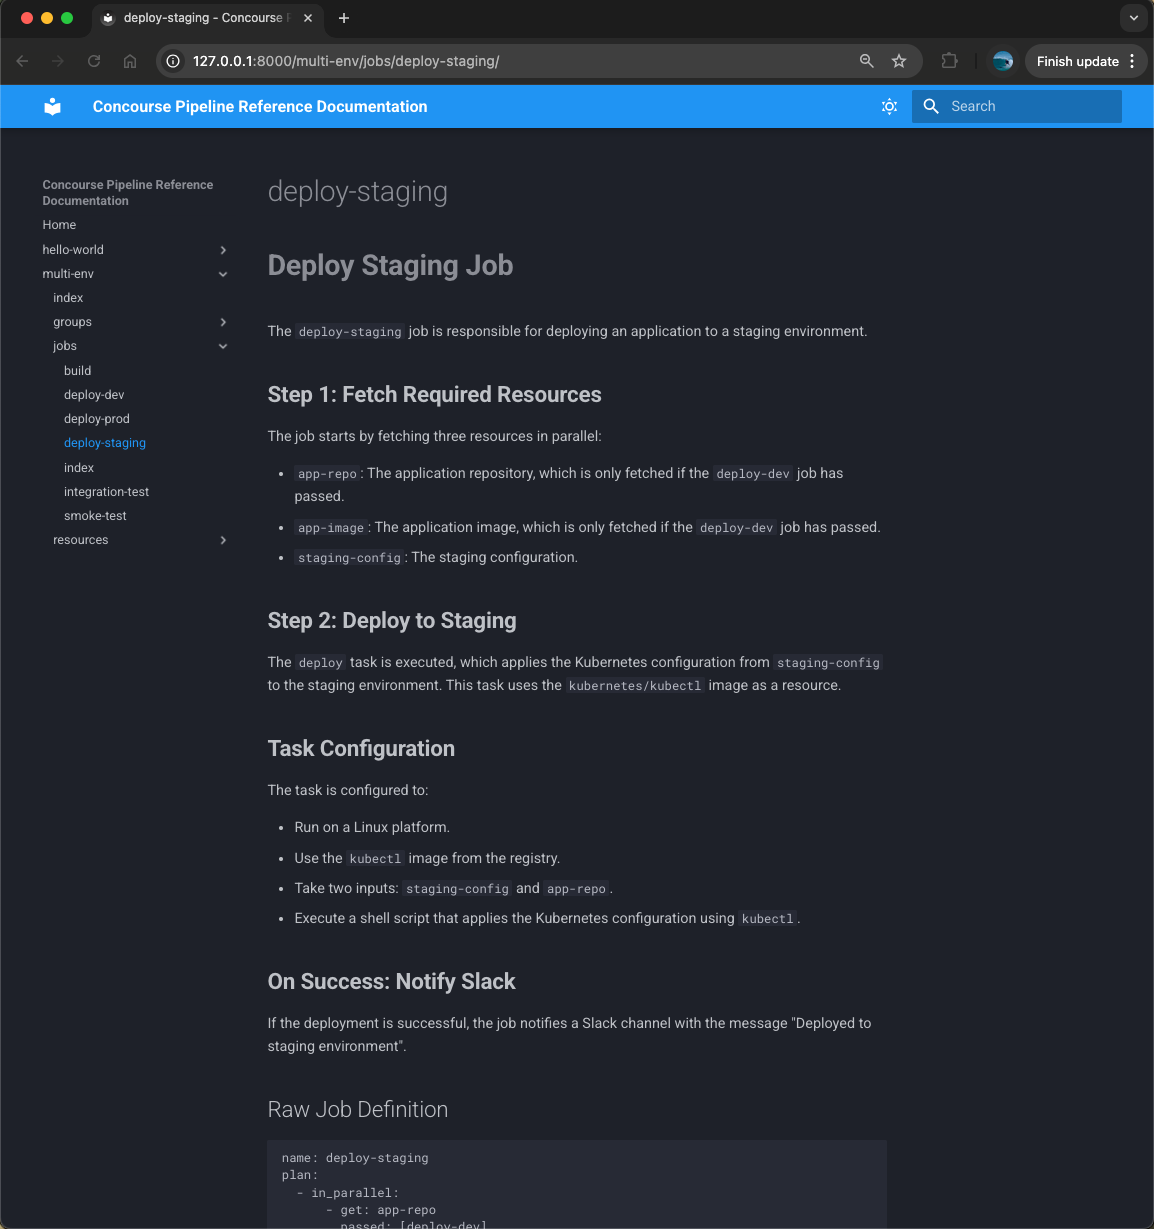 deploy-staging - Concourse
127.0.0.1:8000/multi-env/jobs/deploy-staging/
Finish update
Concourse Pipeline Reference Documentation
Search
Concourse Pipeline Reference
Documentation
Home
hello-world
multi-env
index
groups
jobs
build
deploy-dev
deploy-prod
deploy-staging
index
integration-test
smoke-test
resources
deploy-staging
Deploy Staging Job
The deploy-staging job is responsible for deploying an application to a staging environment.
Step 1: Fetch Required Resources
The job starts by fetching three resources in parallel:
• app-repo: The application repository, which is only fetched if the deploy-dev job has
passed.
• app-image: The application image, which is only fetched if the deploy-dev job has passed.
• staging-config: The staging configuration.
Step 2: Deploy to Staging
The deploy task is executed, which applies the Kubernetes configuration from staging-config
to the staging environment. This task uses the kubernetes/kubectl image as a resource.
Task Configuration
The task is configured to:
• Run on a Linux platform.
• Use the kubectl image from the registry.
• Take two inputs: staging-config and app-repo.
• Execute a shell script that applies the Kubernetes configuration using kubectl.
On Success: Notify Slack
If the deployment is successful, the job notifies a Slack channel with the message "Deployed to
staging environment".
Raw Job Definition
name: deploy-staging
plan:
- in_parallel:
- get: app-repo
passed: [deploy-dev]